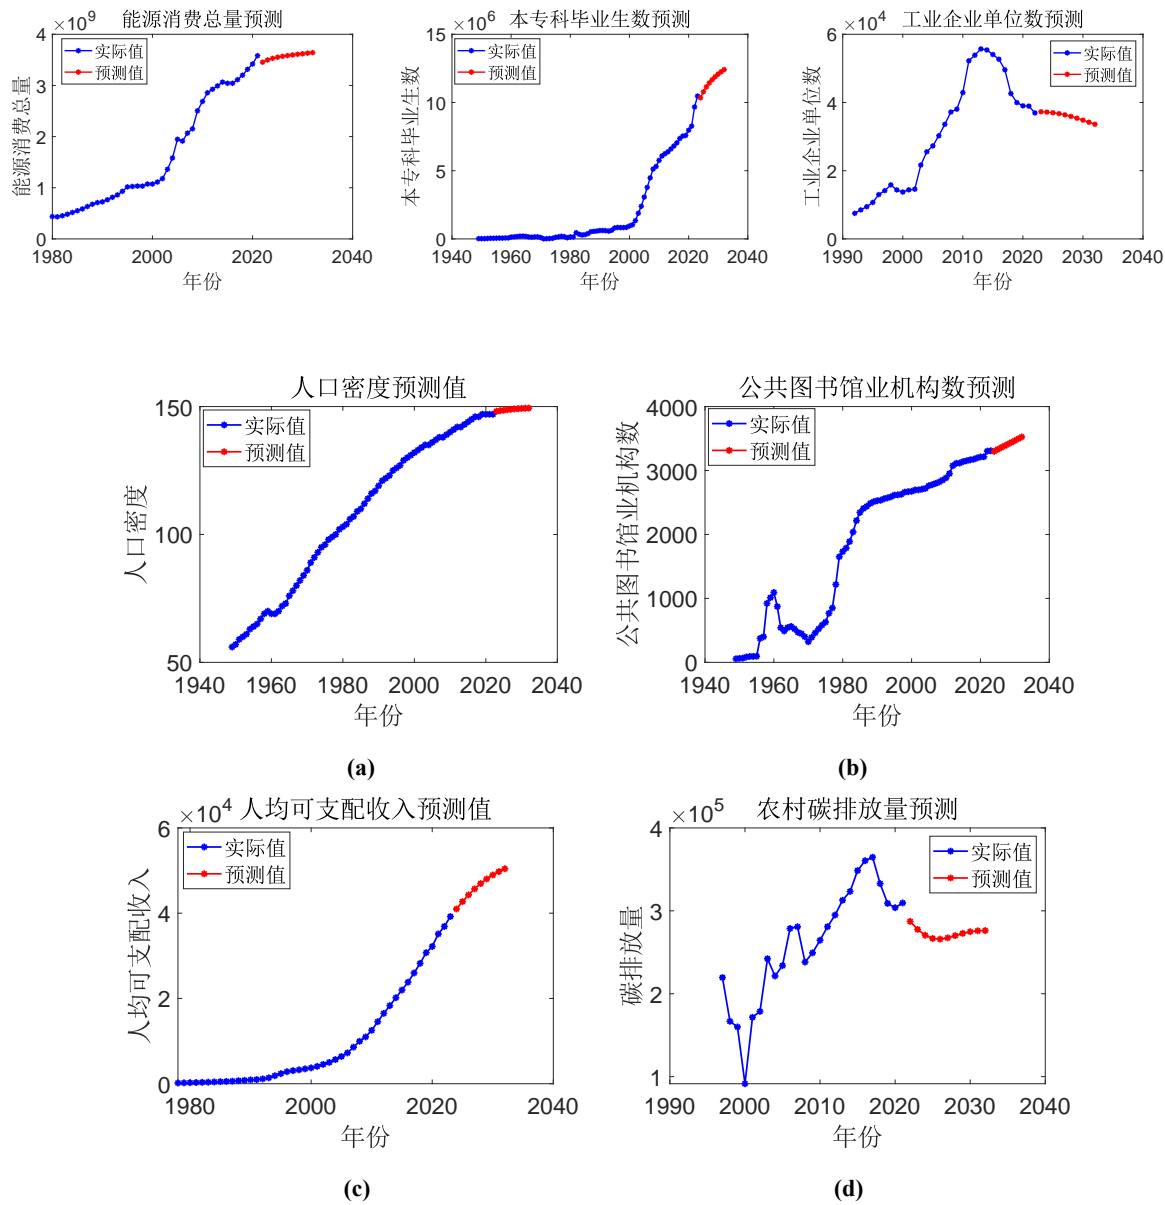 能源消费总量预测
×10^9
实际值
预测值
4
3
2
1
0
能源消费总量
1980
2000
2020
2040
年份
本专科毕业生数预测
×10^6
实际值
预测值
15
10
5
0
本专科毕业生数
1940
1960
1980
2000
2020
2040
年份
工业企业单位数预测
×10^4
实际值
预测值
6
4
2
0
工业企业单位数
1990
2000
2010
2020
2030
2040
年份
人口密度预测值
实际值
预测值
150
100
50
人口密度
1940
1960
1980
2000
2020
2040
年份
(a)
公共图书馆业机构数预测
实际值
预测值
4000
3000
2000
1000
0
公共图书馆业机构数
1940
1960
1980
2000
2020
2040
年份
(b)
×10^4
人均可支配收入预测值
实际值
预测值
6
4
2
0
人均可支配收入
1980
2000
2020
2040
年份
(c)
×10^5
农村碳排放量预测
实际值
预测值
4
3
2
1
碳排放量
1990
2000
2010
2020
2030
2040
年份
(d)